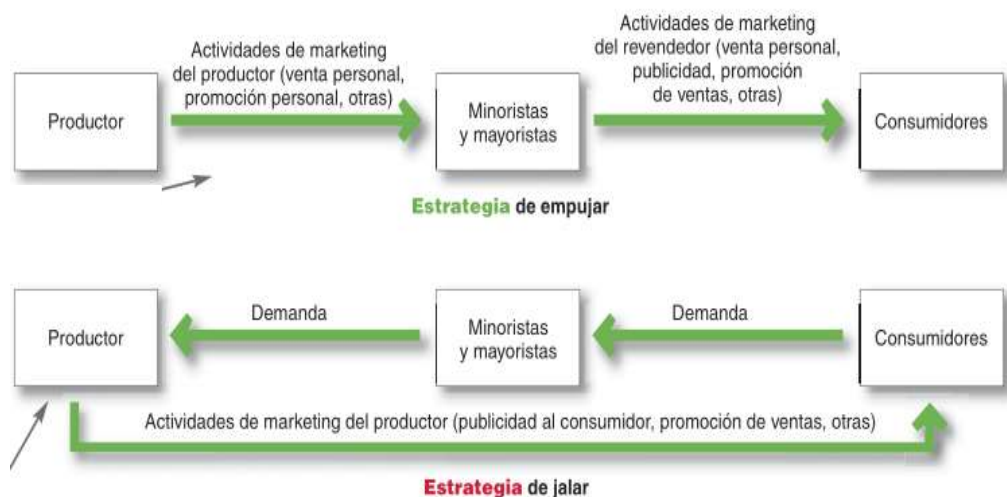 Actividades de marketing
del productor (venta personal,
promoción personal, otras)
Actividades de marketing
del revendedor (venta personal,
publicidad, promoción
de ventas, otras)
Productor
Minoristas
y mayoristas
Consumidores
Estrategia de empujar
Productor
Demanda
Minoristas
y mayoristas
Demanda
Consumidores
Actividades de marketing del productor (publicidad al consumidor, promoción de ventas, otras)
Estrategia de jalar